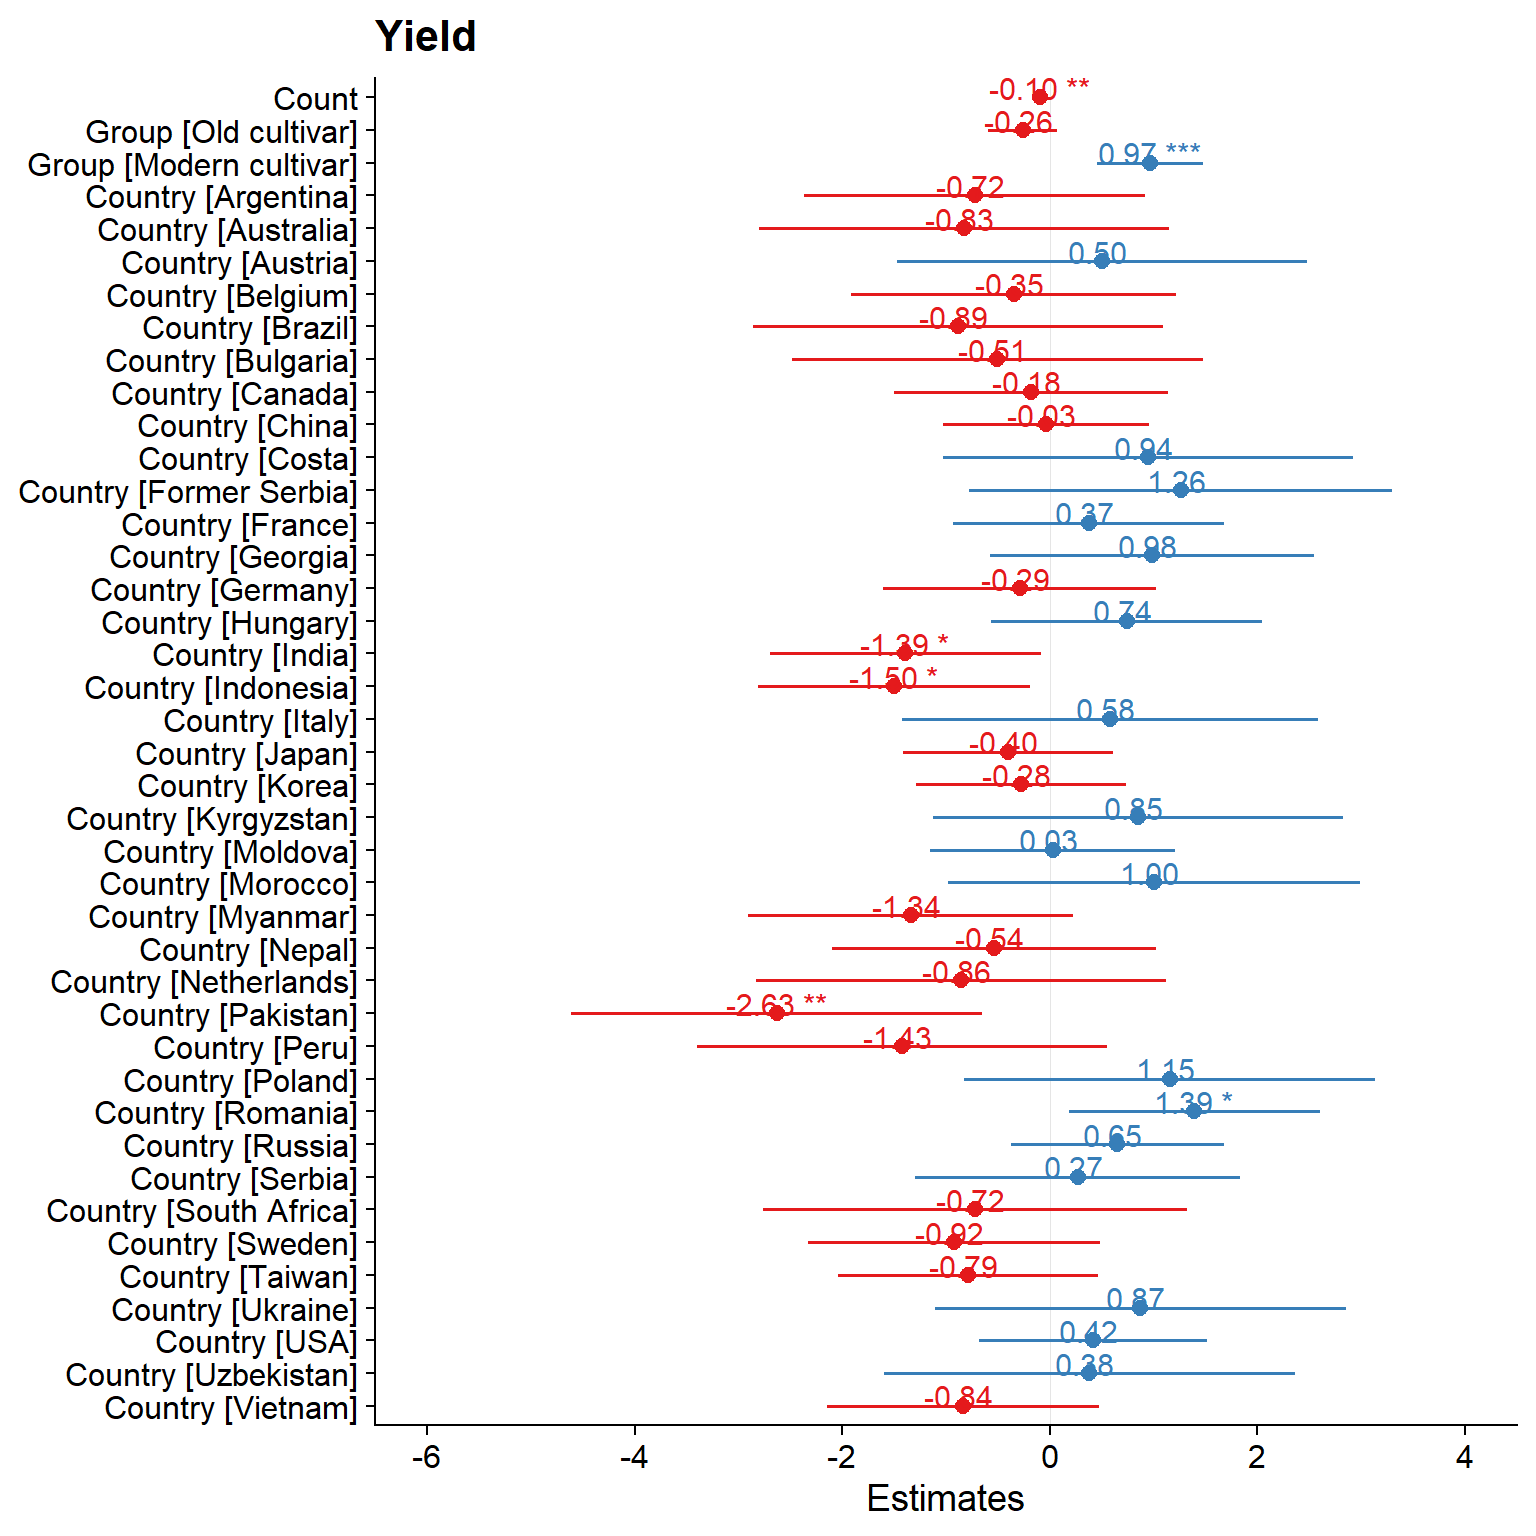 Yield
Count -0.10 **
Group [Old cultivar] -0.26
Group [Modern cultivar] 0.97 ***
Country [Argentina] -0.72
Country [Australia] -0.83
Country [Austria] 0.50
Country [Belgium] -0.35
Country [Brazil] -0.89
Country [Bulgaria] -0.51
Country [Canada] -0.18
Country [China] -0.03
Country [Costa] 0.94
Country [Former Serbia] 1.26
Country [France] 0.37
Country [Georgia] 0.98
Country [Germany] -0.29
Country [Hungary] 0.74
Country [India] -1.39 *
Country [Indonesia] -1.50 *
Country [Italy] 0.58
Country [Japan] -0.40
Country [Korea] -0.28
Country [Kyrgyzstan] 0.85
Country [Moldova] 0.03
Country [Morocco] 1.00
Country [Myanmar] -1.34
Country [Nepal] -0.54
Country [Netherlands] -0.86
Country [Pakistan] -2.63 **
Country [Peru] -1.43
Country [Poland] 1.15
Country [Romania] 1.39 *
Country [Russia] 0.65
Country [Serbia] 0.27
Country [South Africa] -0.72
Country [Sweden] -0.92
Country [Taiwan] -0.79
Country [Ukraine] 0.87
Country [USA] 0.42
Country [Uzbekistan] 0.38
Country [Vietnam] -0.84
-6 -4 -2 0 2 4
Estimates